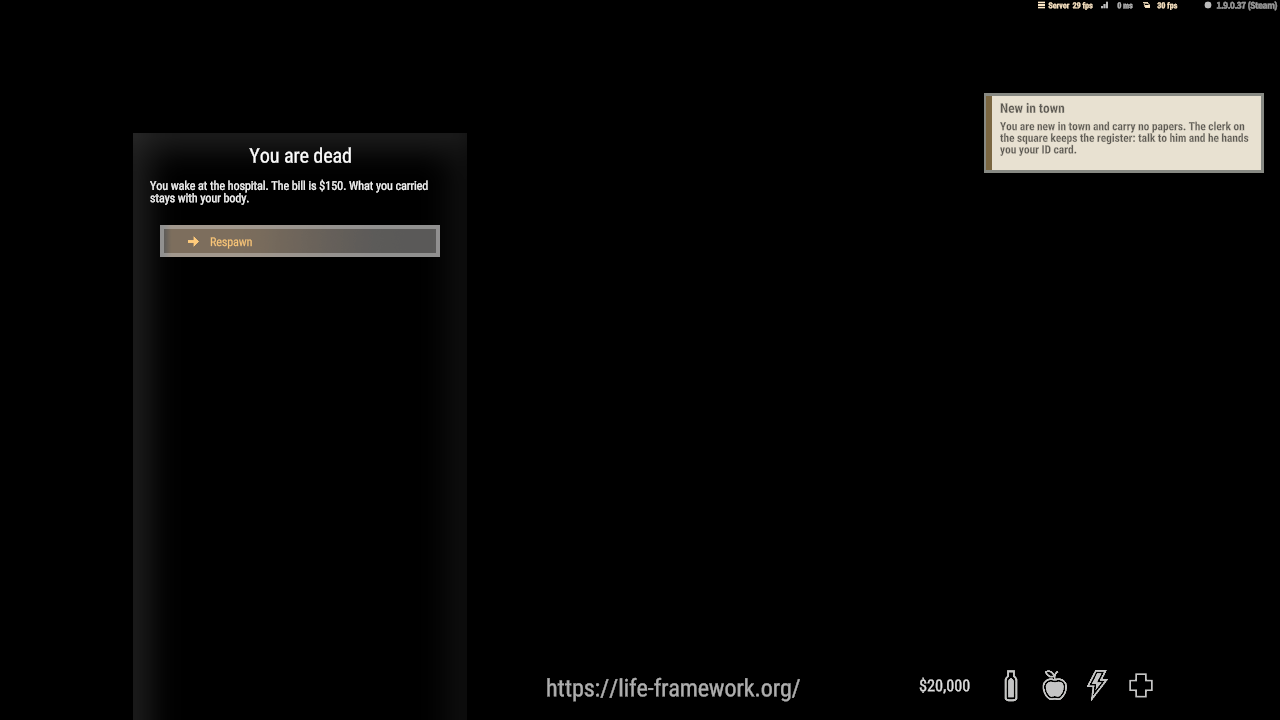 Server 29 fps 0 ms 30 fps 1.9.0.37 (Steam)
New in town
You are new in town and carry no papers. The clerk on
the square keeps the register: talk to him and he hands
you your ID card.
You are dead
You wake at the hospital. The bill is $150. What you carried
stays with your body.
Respawn
https://life-framework.org/
$20,000